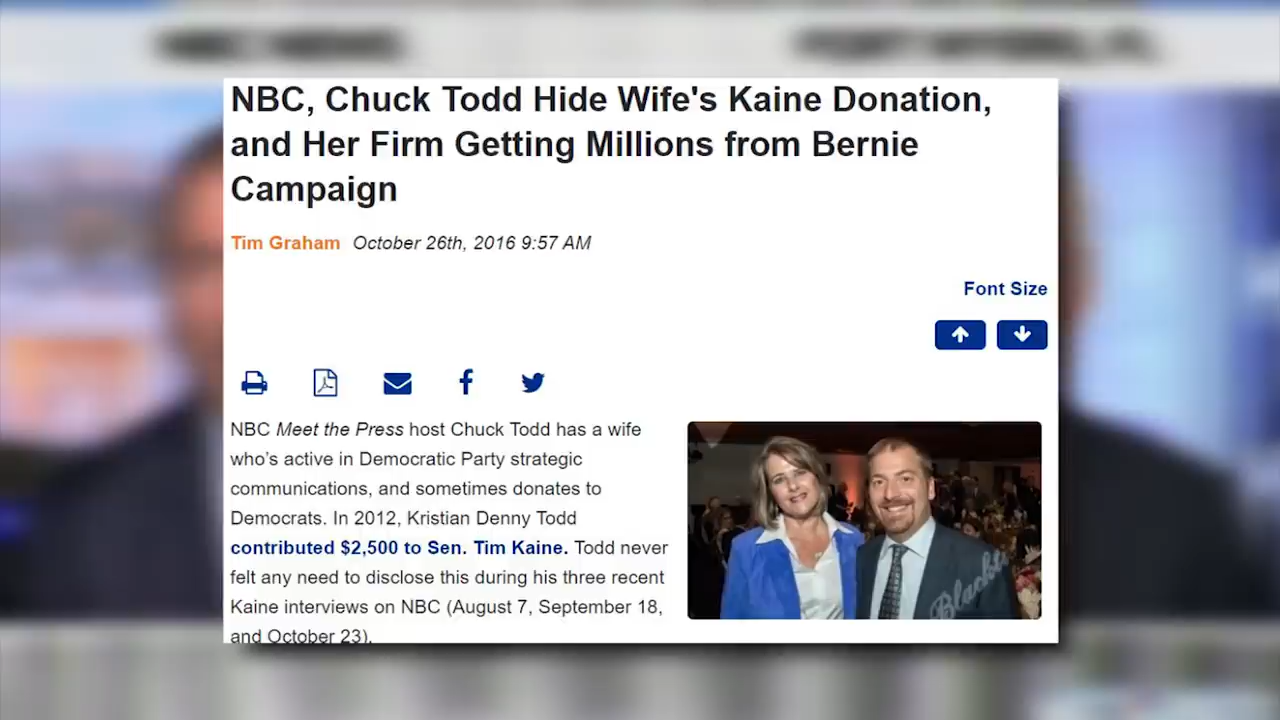 NBC, Chuck Todd Hide Wife's Kaine Donation,
and Her Firm Getting Millions from Bernie
Campaign
Tim Graham October 26th, 2016 9:57 AM
Font Size
NBC Meet the Press host Chuck Todd has a wife
who's active in Democratic Party strategic
communications, and sometimes donates to
Democrats. In 2012, Kristian Denny Todd
contributed $2,500 to Sen. Tim Kaine. Todd never
felt any need to disclose this during his three recent
Kaine interviews on NBC (August 7, September 18,
and October 23).